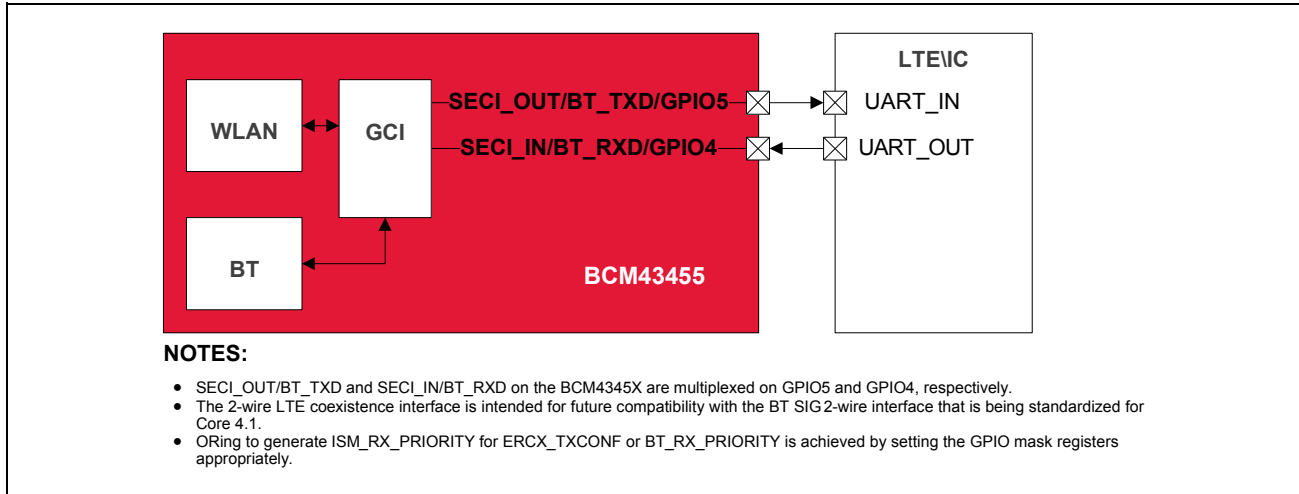 LTE\IC
SECI_OUT/BT_TXD/GPIO5
UART_IN
WLAN
GCI
SECI_IN/BT_RXD/GPIO4
UART_OUT
BT
BCM43455
NOTES:
• SECI_OUT/BT_TXD and SECI_IN/BT_RXD on the BCM4345X are multiplexed on GPIO5 and GPIO4, respectively.
• The 2-wire LTE coexistence interface is intended for future compatibility with the BT SIG 2-wire interface that is being standardized for
Core 4.1.
• ORing to generate ISM_RX_PRIORITY for ERCX_TXCONF or BT_RX_PRIORITY is achieved by setting the GPIO mask registers
appropriately.